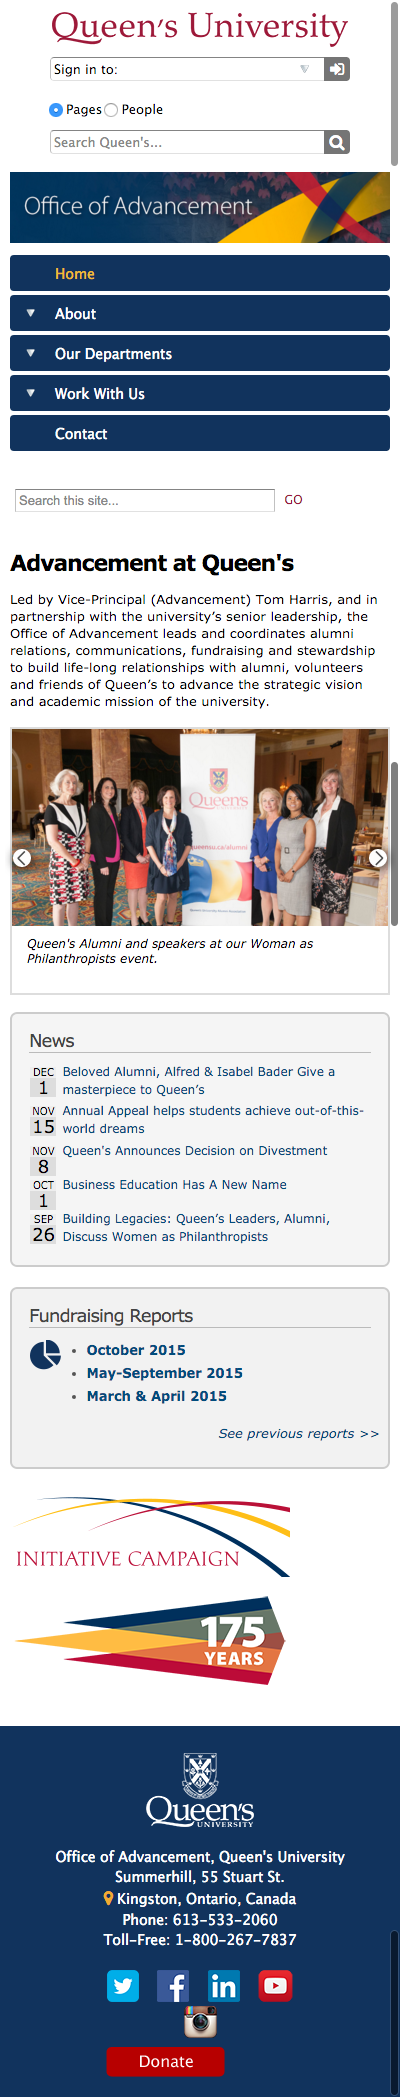 Queen's University
Sign in to:
Pages People
Search Queen's...
Office of Advancement
Home
About
Our Departments
Work With Us
Contact
Search this site...
GO
Advancement at Queen's
Led by Vice-Principal (Advancement) Tom Harris, and in
partnership with the university's senior leadership, the
Office of Advancement leads and coordinates alumni
relations, communications, fundraising and stewardship
to build life-long relationships with alumni, volunteers
and friends of Queen's to advance the strategic vision
and academic mission of the university.
Queen's
queensu.ca/alumni
Queen's Alumni and speakers at our Woman as
Philanthropists event.
News
DEC
1
Beloved Alumni, Alfred & Isabel Bader Give a
masterpiece to Queen's
NOV
15
Annual Appeal helps students achieve out-of-this-
world dreams
NOV
8
Queen's Announces Decision on Divestment
OCT
1
Business Education Has A New Name
SEP
26
Building Legacies: Queen's Leaders, Alumni,
Discuss Women as Philanthropists
Fundraising Reports
October 2015
May-September 2015
March & April 2015
See previous reports >>
INITIATIVE CAMPAIGN
175
YEARS
Queen's
UNIVERSITY
Office of Advancement, Queen's University
Summerhill, 55 Stuart St.
Kingston, Ontario, Canada
Phone: 613-533-2060
Toll-Free: 1-800-267-7837
Donate